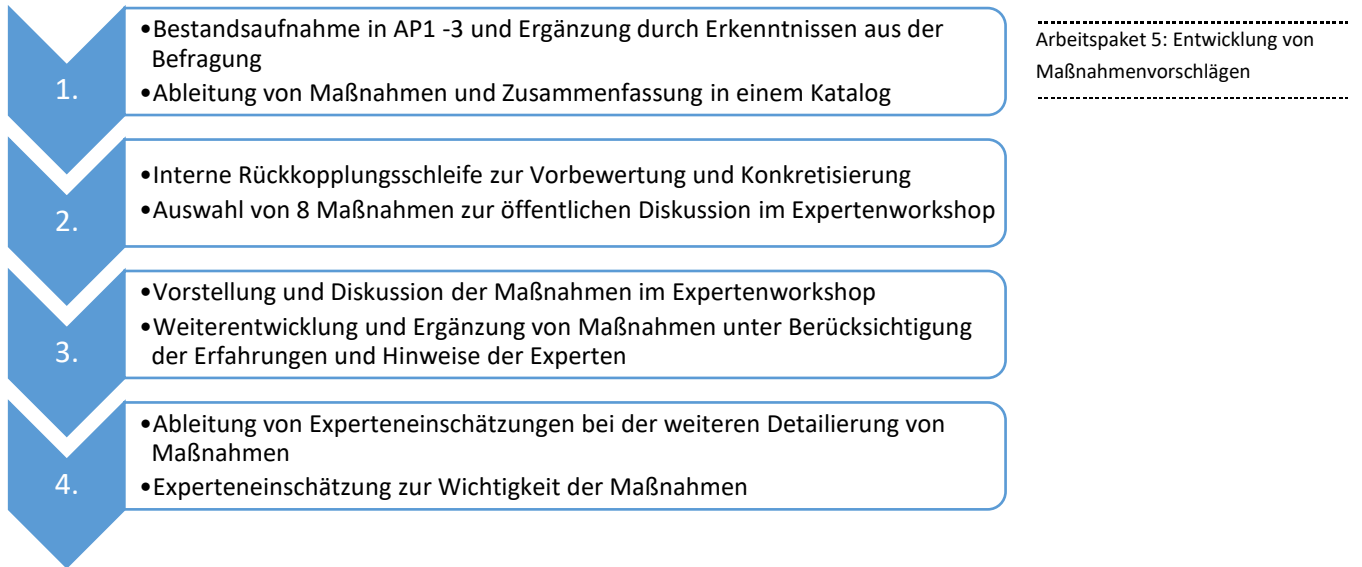 1.
•Bestandsaufnahme in AP1 -3 und Ergänzung durch Erkenntnissen aus der
Befragung
•Ableitung von Maßnahmen und Zusammenfassung in einem Katalog
Arbeitspaket 5: Entwicklung von
Maßnahmenvorschlägen
2.
•Interne Rückkopplungsschleife zur Vorbewertung und Konkretisierung
•Auswahl von 8 Maßnahmen zur öffentlichen Diskussion im Expertenworkshop
3.
•Vorstellung und Diskussion der Maßnahmen im Expertenworkshop
•Weiterentwicklung und Ergänzung von Maßnahmen unter Berücksichtigung
der Erfahrungen und Hinweise der Experten
4.
•Ableitung von Experteneinschätzungen bei der weiteren Detailierung von
Maßnahmen
•Experteneinschätzung zur Wichtigkeit der Maßnahmen